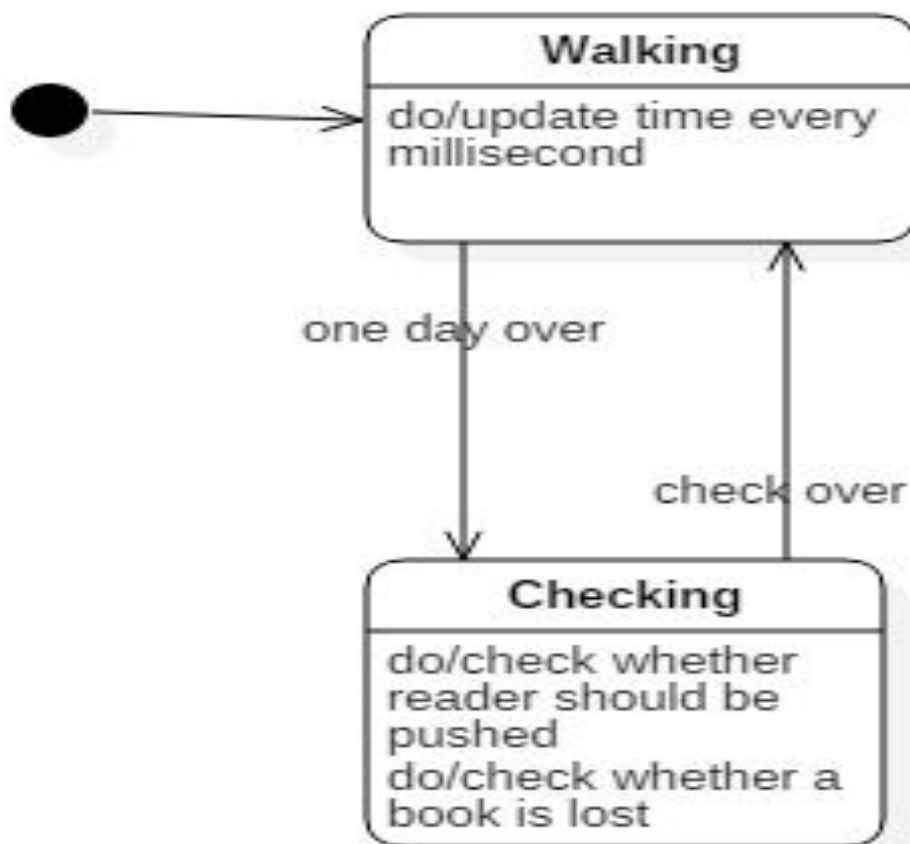 Walking
do/update time every
millisecond
one day over
check over
Checking
do/check whether
reader should be
pushed
do/check whether a
book is lost